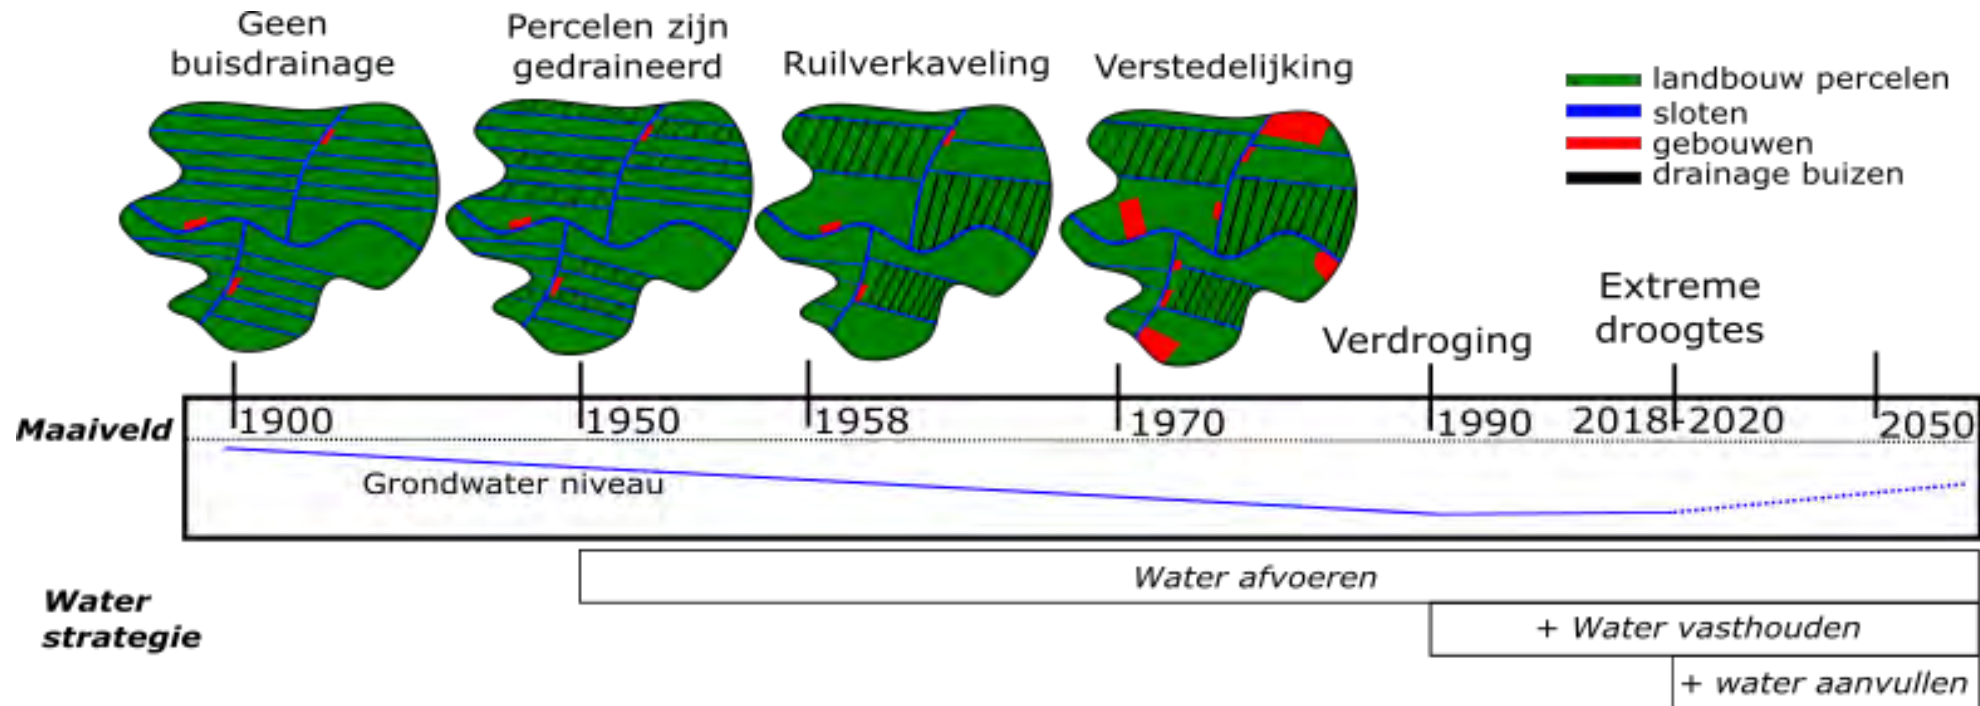 Geen
buisdrainage
Percelen zijn
gedraineerd
Ruilverkaveling
Verstedelijking
landbouw percelen
sloten
gebouwen
drainage buizen
Verdroging
Extreme
droogtes
Maaiveld
1900
1950
1958
1970
1990
2018-2020
2050
Grondwater niveau
Water
strategie
Water afvoeren
+ Water vasthouden
+ water aanvullen